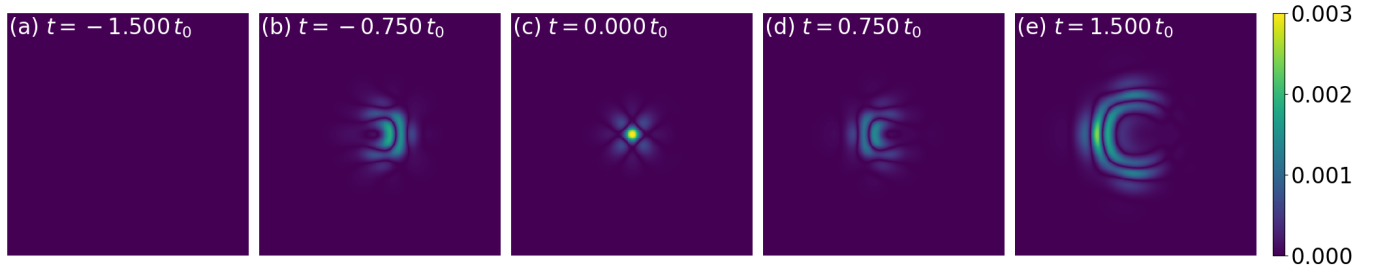 (a) t = −1.500 t₀
(b) t = −0.750 t₀
(c) t = 0.000 t₀
(d) t = 0.750 t₀
(e) t = 1.500 t₀
0.003
0.002
0.001
0.000